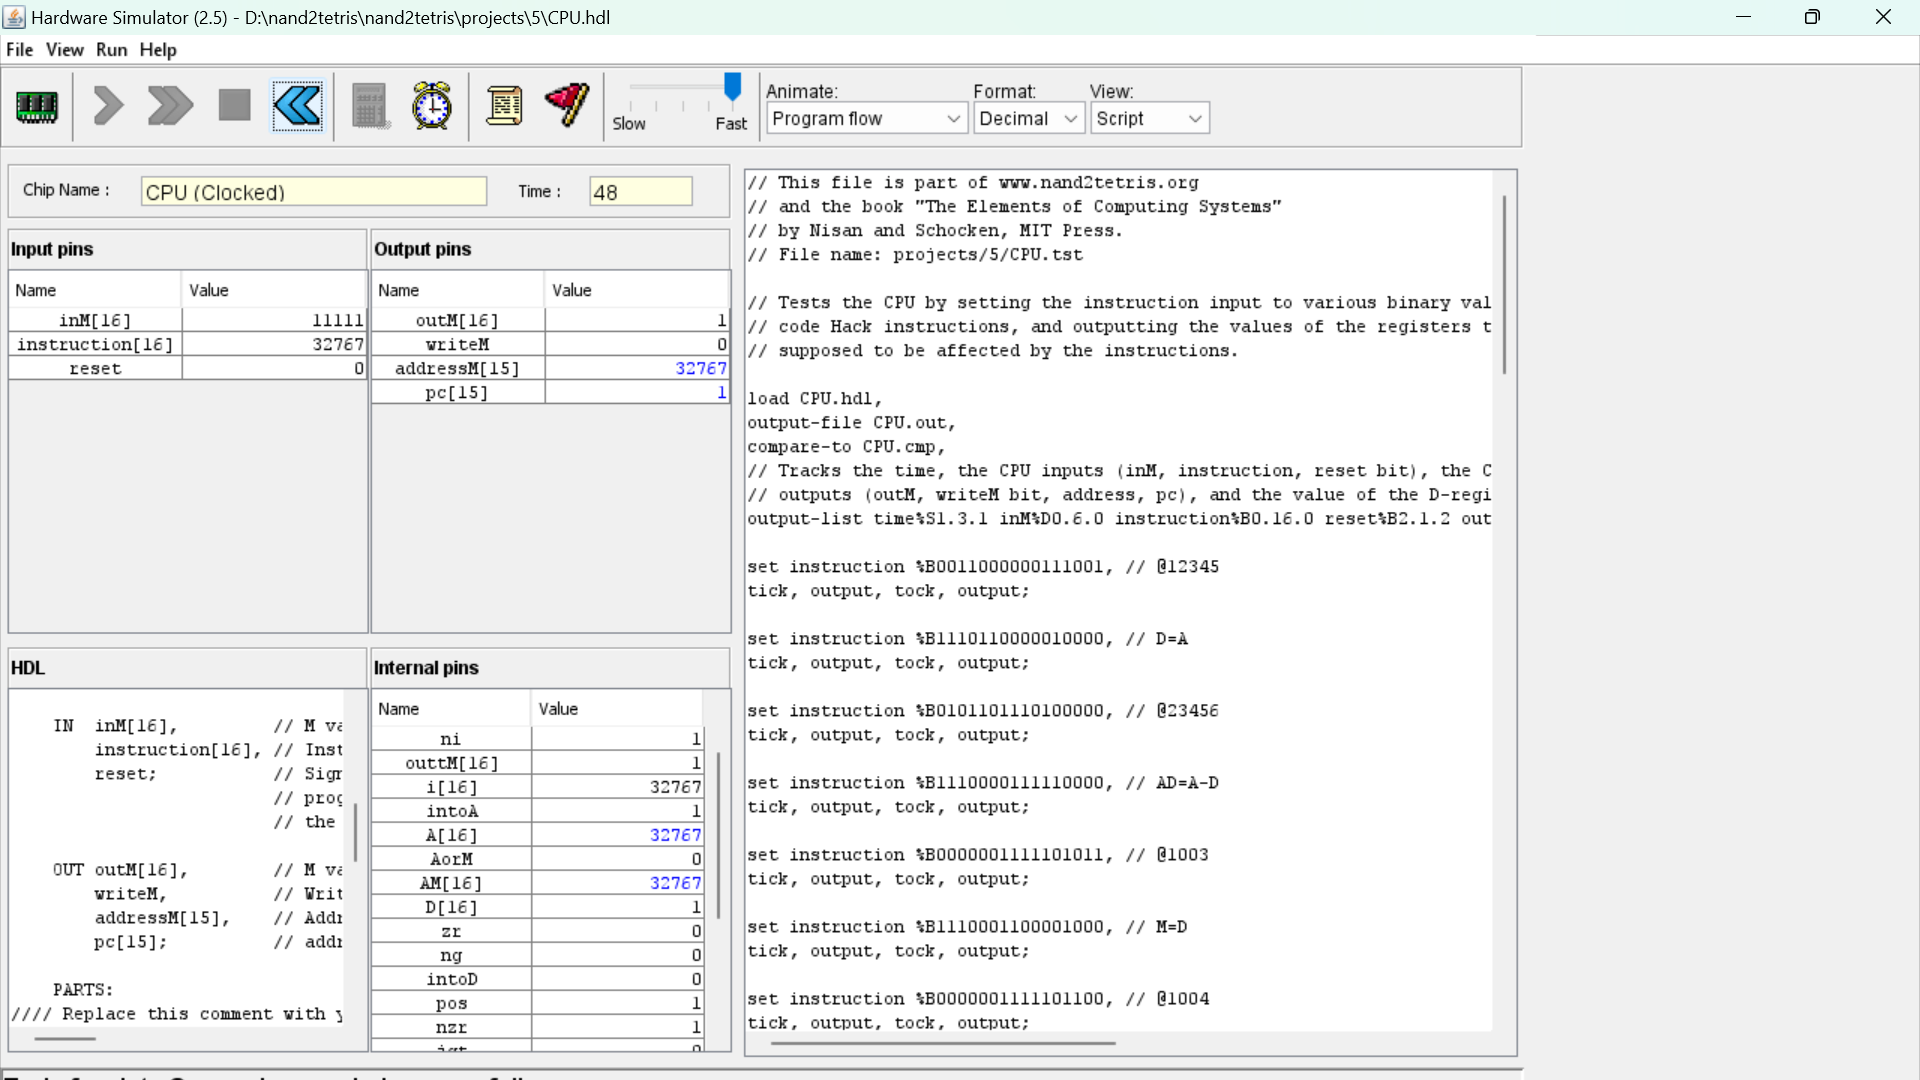 Hardware Simulator (2.5) - D:\nand2tetris\nand2tetris\projects\5\CPU.hdl
File View Run Help
Slow Fast
Animate: Format: View:
Program flow Decimal Script
Chip Name : CPU (Clocked) Time : 48
Input pins
Name Value
inM[16] 11111
instruction[16] 32767
reset 0
Output pins
Name Value
outM[16] 1
writeM 0
addressM[15] 32767
pc[15] 1
HDL
IN inM[16], // M va
instruction[16], // Inst
reset; // Sign
// prog
// the
OUT outM[16], // M va
writeM, // Writ
addressM[15], // Addr
pc[15]; // addr
PARTS:
//// Replace this comment with y
Internal pins
Name Value
ni 1
outtM[16] 1
i[16] 32767
intoA 1
A[16] 32767
AorM 0
AM[16] 32767
D[16] 1
zr 0
ng 0
intoD 0
pos 1
nzr 1
// This file is part of www.nand2tetris.org
// and the book "The Elements of Computing Systems"
// by Nisan and Schocken, MIT Press.
// File name: projects/5/CPU.tst
// Tests the CPU by setting the instruction input to various binary val
// code Hack instructions, and outputting the values of the registers t
// supposed to be affected by the instructions.
load CPU.hdl,
output-file CPU.out,
compare-to CPU.cmp,
// Tracks the time, the CPU inputs (inM, instruction, reset bit), the C
// outputs (outM, writeM bit, address, pc), and the value of the D-regi
output-list time%S1.3.1 inM%D0.6.0 instruction%B0.16.0 reset%B2.1.2 out
set instruction %B0011000000111001, // @12345
tick, output, tock, output;
set instruction %B1110110000010000, // D=A
tick, output, tock, output;
set instruction %B0101101110100000, // @23456
tick, output, tock, output;
set instruction %B1110000111110000, // AD=A-D
tick, output, tock, output;
set instruction %B0000001111101011, // @1003
tick, output, tock, output;
set instruction %B1110001100001000, // M=D
tick, output, tock, output;
set instruction %B0000001111101100, // @1004
tick, output, tock, output;